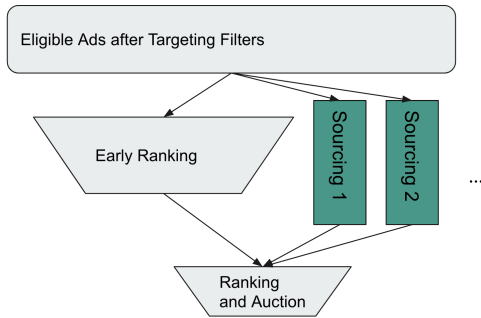 Eligible Ads after Targeting Filters
Early Ranking
Sourcing 1
Sourcing 2
...
Ranking
and Auction